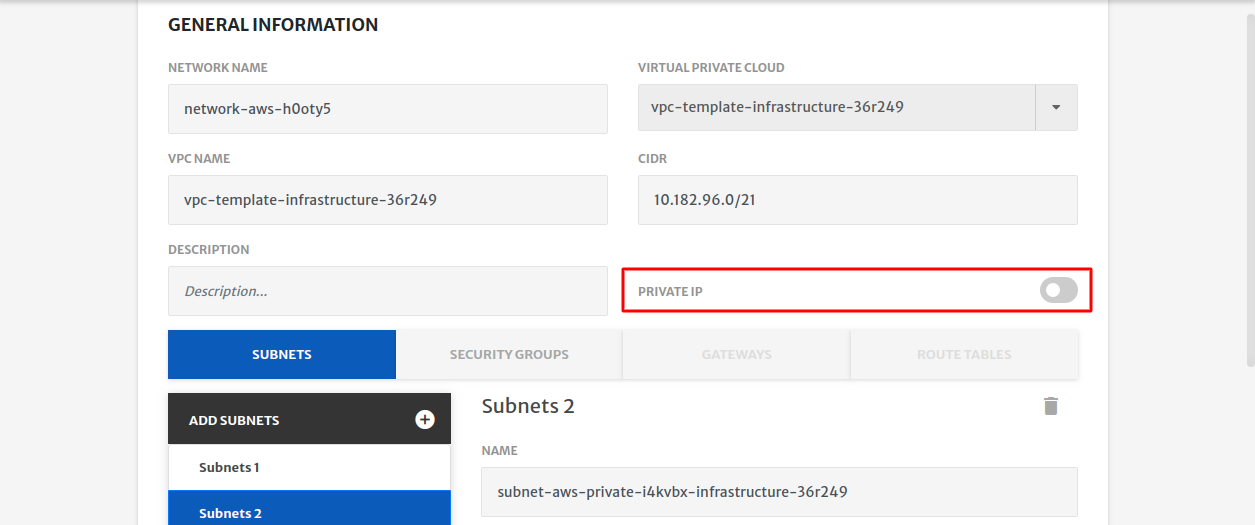 GENERAL INFORMATION
NETWORK NAME
VIRTUAL PRIVATE CLOUD
network-aws-h0oty5
vpc-template-infrastructure-36r249
VPC NAME
CIDR
vpc-template-infrastructure-36r249
10.182.96.0/21
DESCRIPTION
Description...
PRIVATE IP
SUBNETS
SECURITY GROUPS
GATEWAYS
ROUTE TABLES
ADD SUBNETS
Subnets 2
Subnets 1
NAME
subnet-aws-private-i4kvbx-infrastructure-36r249
Subnets 2